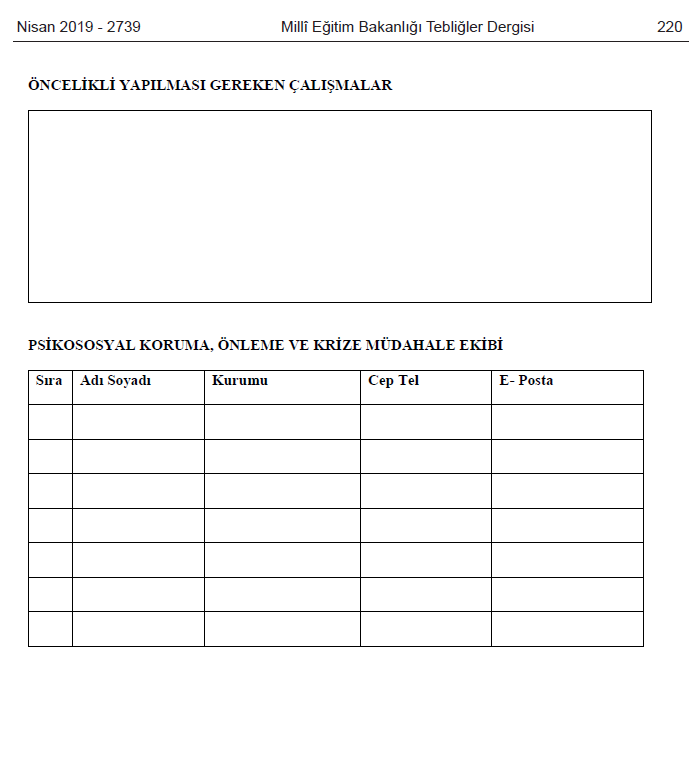 Nisan 2019 - 2739 Millî Eğitim Bakanlığı Tebliğler Dergisi 220
ÖNCELİKLİ YAPILMASI GEREKEN ÇALIŞMALAR
PSİKOSOSYAL KORUMA, ÖNLEME VE KRİZE MÜDAHALE EKİBİ
Sıra Adı Soyadı Kurumu Cep Tel E- Posta